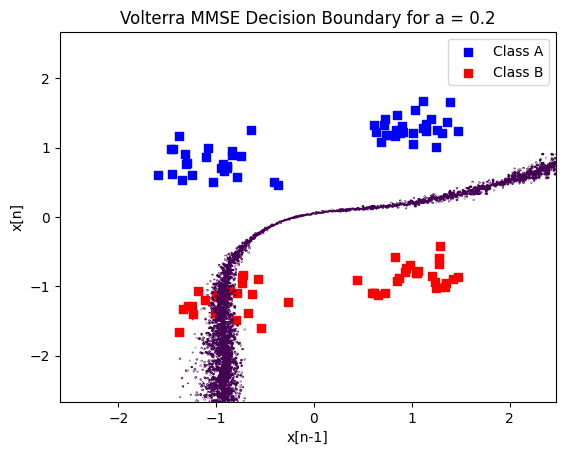 Volterra MMSE Decision Boundary for a = 0.2
Class A
Class B
x[n]
2
1
0
−1
−2
−2
−1
0
1
2
x[n-1]